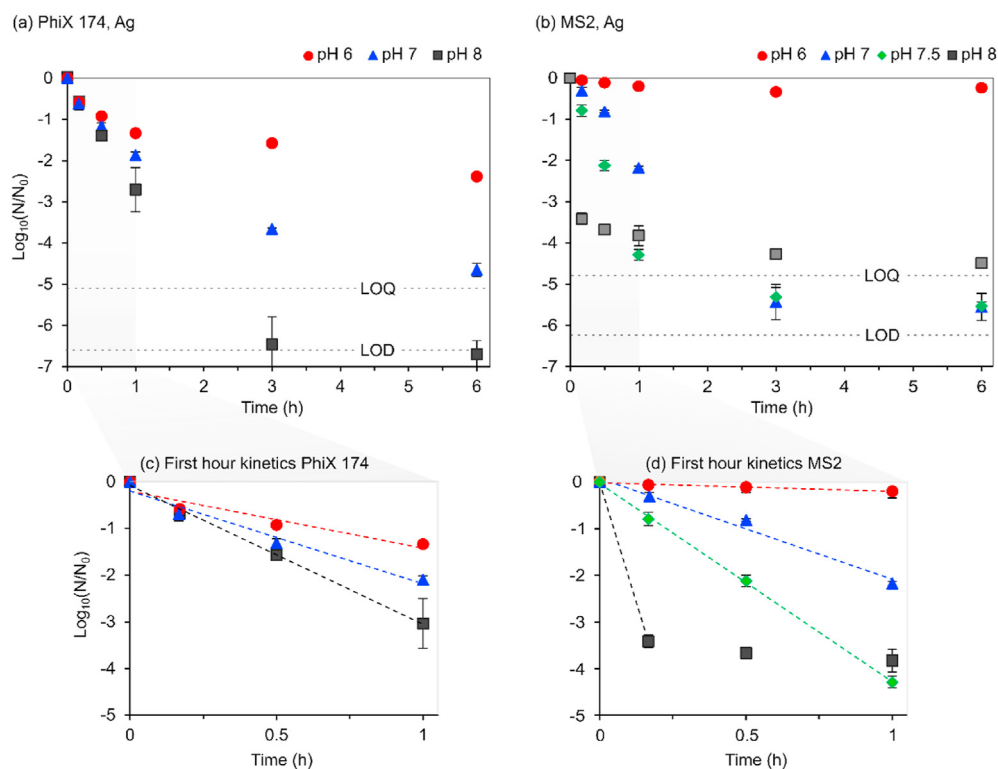 (a) PhiX 174, Ag
pH 6 pH 7 pH 8
0
-1
-2
-3
-4
-5
-6
-7
Log10(N/N0)
LOQ
LOD
0 1 2 3 4 5 6
Time (h)
(b) MS2, Ag
pH 6 pH 7 pH 7.5 pH 8
0
-1
-2
-3
-4
-5
-6
-7
LOQ
LOD
0 1 2 3 4 5 6
Time (h)
(c) First hour kinetics PhiX 174
0
-1
-2
-3
-4
-5
Log10(N/N0)
0 0.5 1
Time (h)
(d) First hour kinetics MS2
0
-1
-2
-3
-4
-5
0 0.5 1
Time (h)